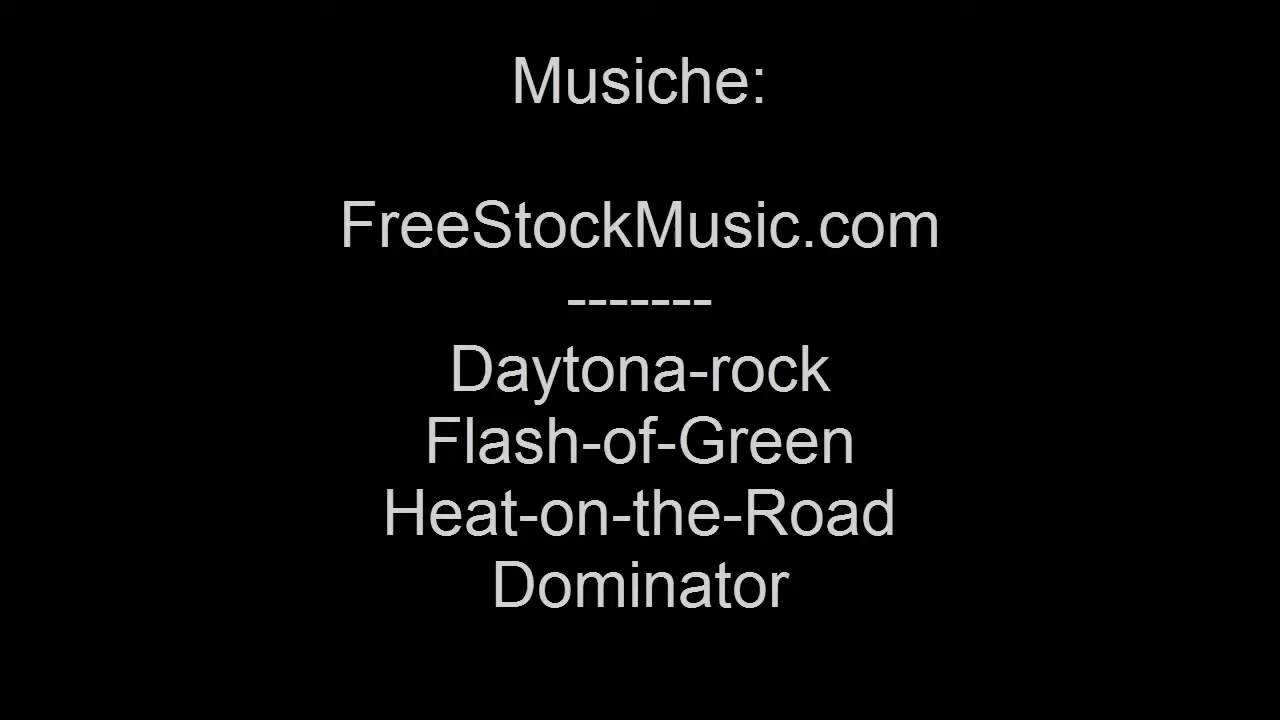 Musiche:
FreeStockMusic.com
-------
Daytona-rock
Flash-of-Green
Heat-on-the-Road
Dominator